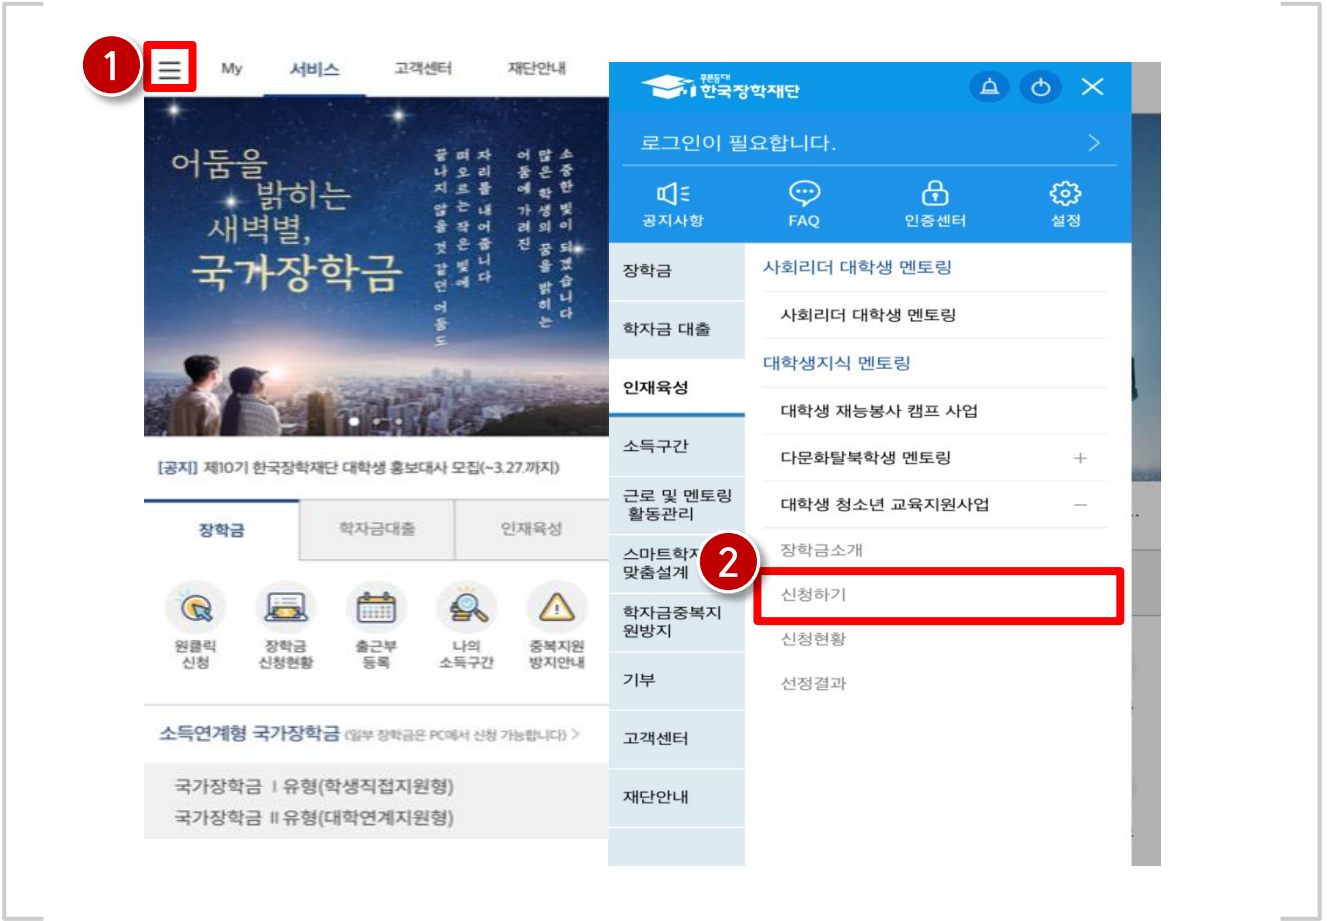 1
My 서비스 고객센터 재단안내
어둠을
밝히는
새벽별,
국가장학금
소중한 빛이 되겠습니다
많은 학생의 꿈을 밝히는
어둠에 가려진
자리를 내어줍니다
떠오르는 작은 빛에
끝나지 않을 것 같던 어둠도
[공지] 제10기 한국장학재단 대학생 홍보대사 모집(~3.27.까지)
장학금 학자금대출 인재육성
원클릭
신청
장학금
신청현황
출근부
등록
나의
소득구간
중복지원
방지안내
소득연계형 국가장학금 (일부 장학금은 PC에서 신청 가능합니다) >
국가장학금 Ⅰ유형(학생직접지원형)
국가장학금 Ⅱ유형(대학연계지원형)
푸른등대
한국장학재단
로그인이 필요합니다. >
공지사항 FAQ 인증센터 설정
장학금
학자금 대출
인재육성
소득구간
근로 및 멘토링
활동관리
스마트학자
맞춤설계
학자금중복지
원방지
기부
고객센터
재단안내
사회리더 대학생 멘토링
사회리더 대학생 멘토링
대학생지식 멘토링
대학생 재능봉사 캠프 사업
다문화탈북학생 멘토링 +
대학생 청소년 교육지원사업 −
장학금소개
2
신청하기
신청현황
선정결과